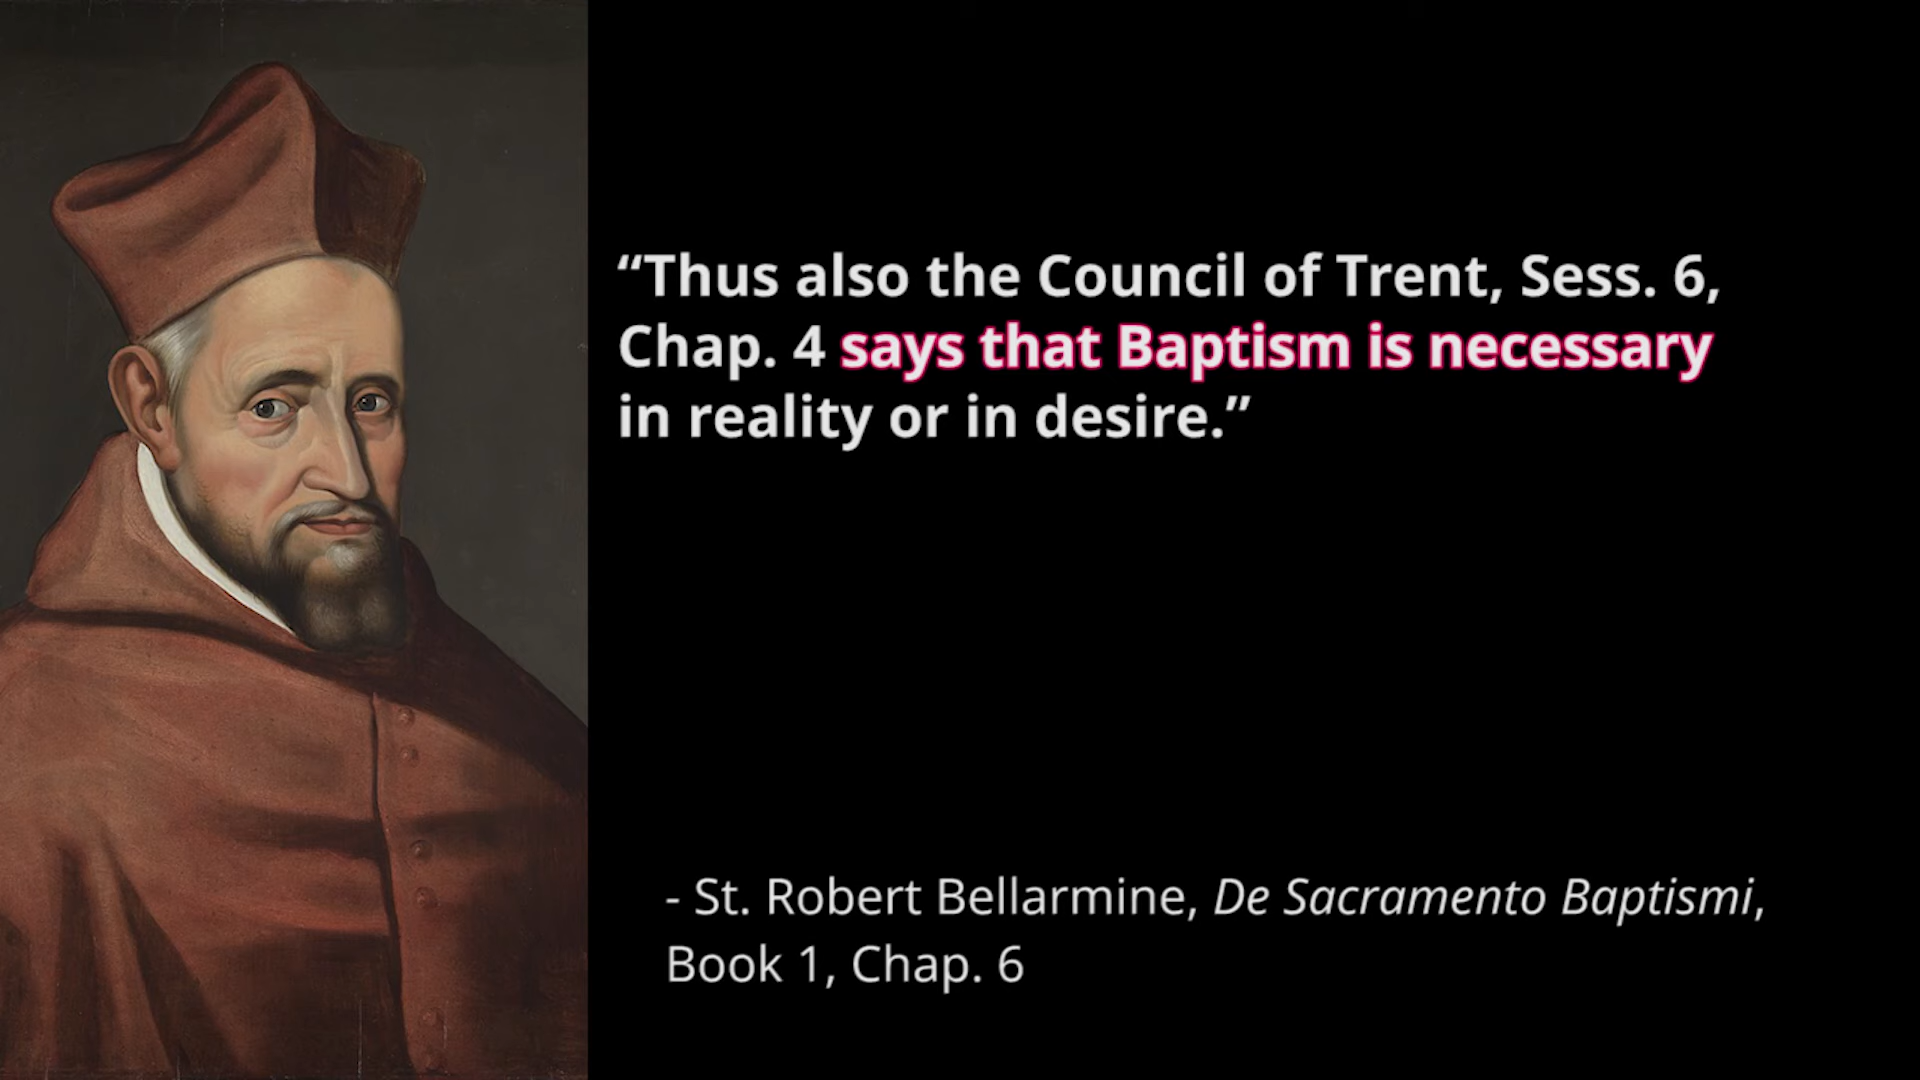 “Thus also the Council of Trent, Sess. 6,
Chap. 4 says that Baptism is necessary
in reality or in desire.”
- St. Robert Bellarmine, De Sacramento Baptismi,
Book 1, Chap. 6